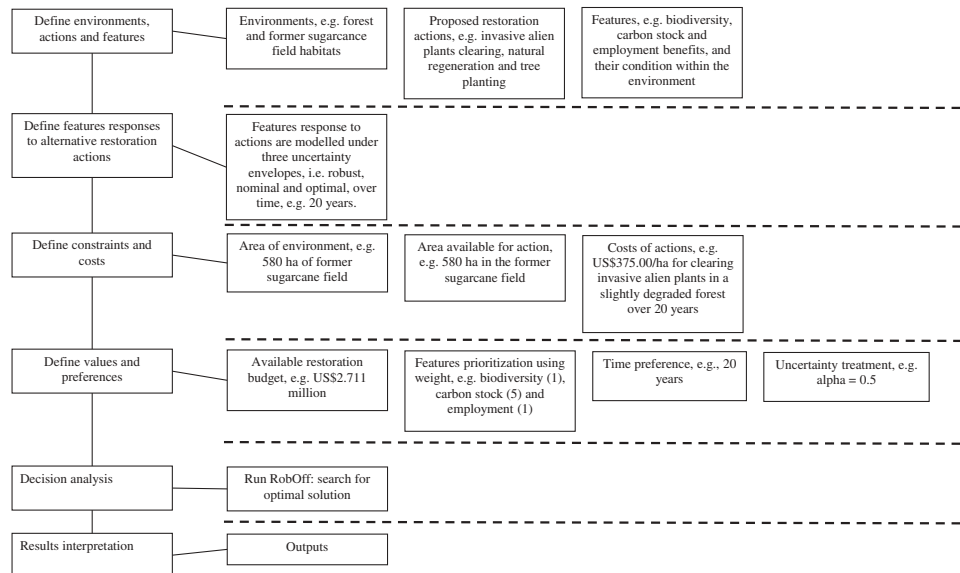 Define environments,
actions and features
Environments, e.g. forest
and former sugarcance
field habitats
Proposed restoration
actions, e.g. invasive alien
plants clearing, natural
regeneration and tree
planting
Features, e.g. biodiversity,
carbon stock and
employment benefits, and
their condition within the
environment
Define features responses
to alternative restoration
actions
Features response to
actions are modelled under
three uncertainty
envelopes, i.e. robust,
nominal and optimal, over
time, e.g. 20 years.
Define constraints and
costs
Area of environment, e.g.
580 ha of former
sugarcane field
Area available for action,
e.g. 580 ha in the former
sugarcane field
Costs of actions, e.g.
US$375.00/ha for clearing
invasive alien plants in a
slightly degraded forest
over 20 years
Define values and
preferences
Available restoration
budget, e.g. US$2.711
million
Features prioritization using
weight, e.g. biodiversity (1),
carbon stock (5) and
employment (1)
Time preference, e.g., 20
years
Uncertainty treatment, e.g.
alpha = 0.5
Decision analysis
Run RobOff: search for
optimal solution
Results interpretation
Outputs